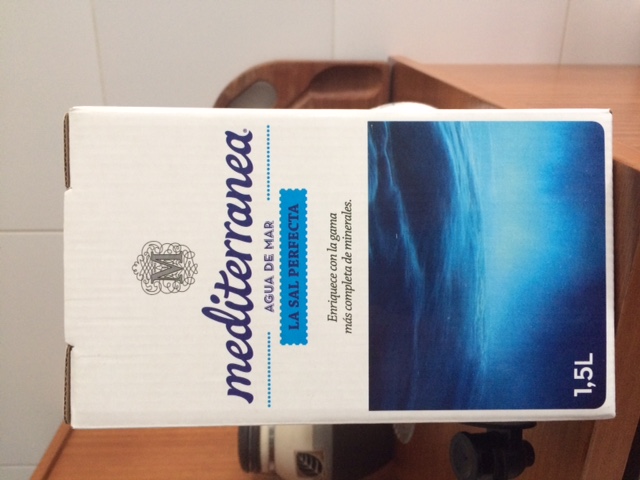 M
mediterranea®
AGUA DE MAR
LA SAL PERFECTA
Enriquece con la gama
más completa de minerales.
1,5L